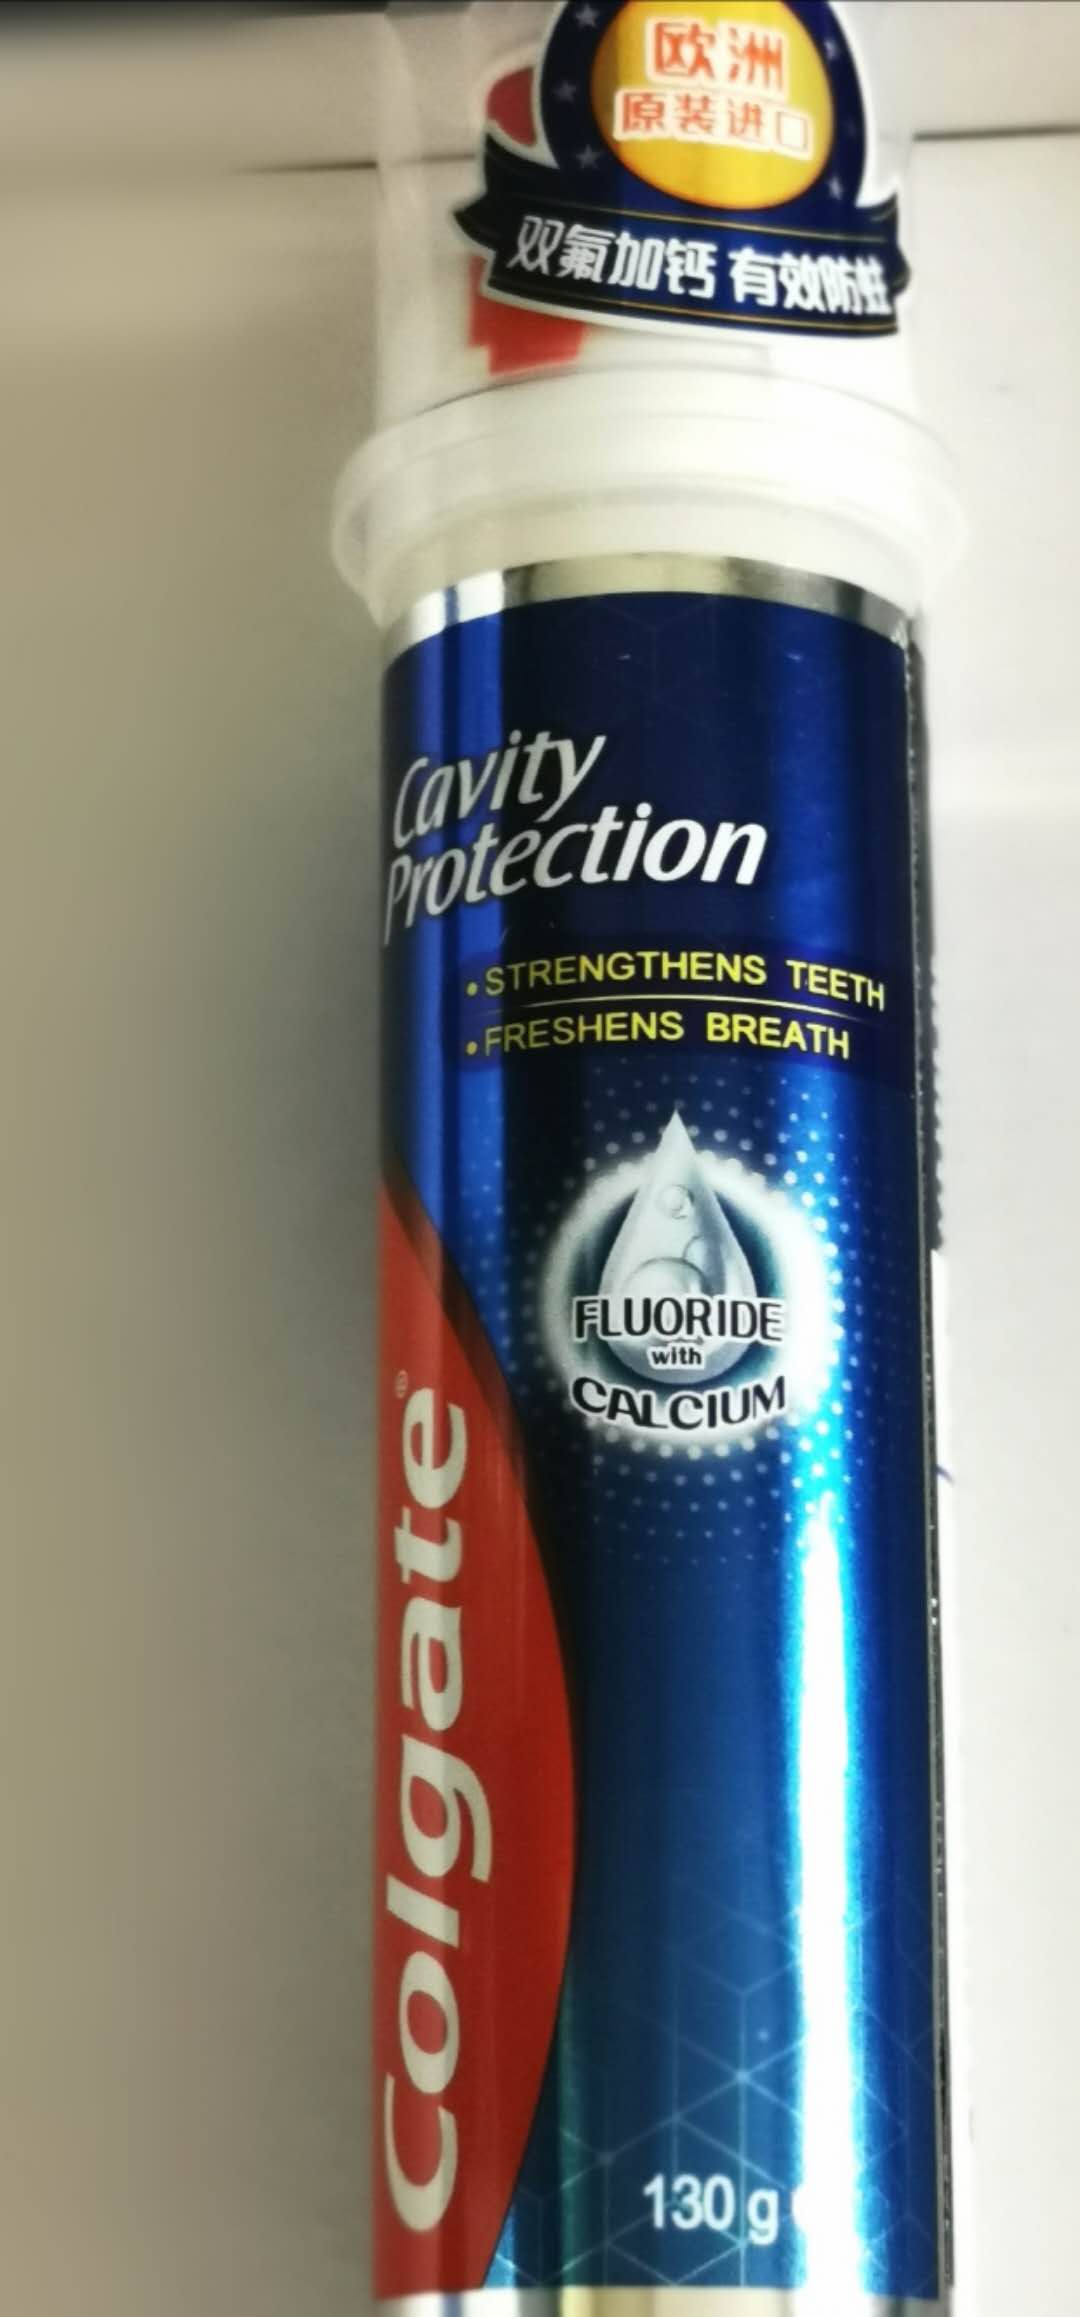 欧洲
原装进口
双氟加钙 有效防蛀
Cavity
Protection
• STRENGTHENS TEETH
• FRESHENS BREATH
FLUORIDE
with
CALCIUM
Colgate®
130 g